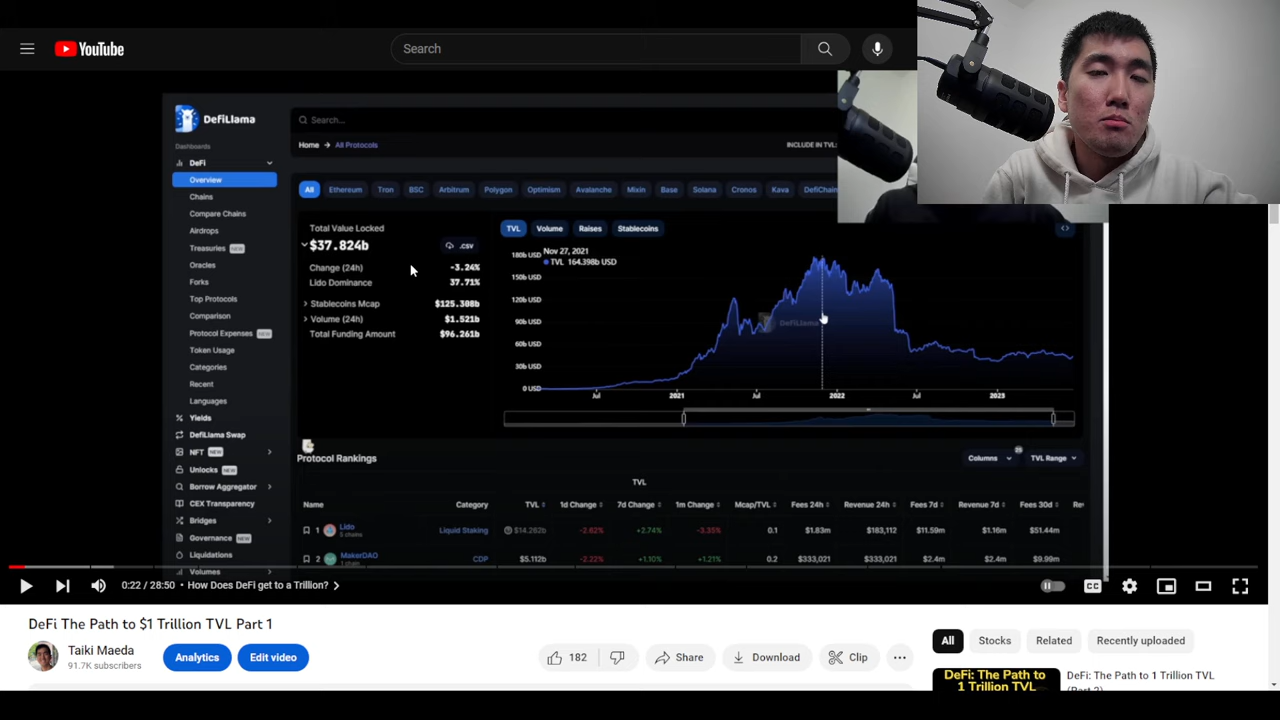 YouTube
Search
DefiLlama
Search...
Dashboards
Home → All Protocols
INCLUDE IN TVL
DeFi
Overview
Chains
Compare Chains
Airdrops
Treasuries NEW
Oracles
Forks
Top Protocols
Comparison
Protocol Expenses NEW
Token Usage
Categories
Recent
Languages
Yields
DefiLlama Swap
NFT NEW
Unlocks NEW
Borrow Aggregator
CEX Transparency
Bridges
Governance NEW
Liquidations
Volumes
All Ethereum Tron BSC Arbitrum Polygon Optimism Avalanche Mixin Base Solana Cronos Kava DefiChain
Total Value Locked
$37.824b
.csv
Change (24h) -3.24%
Lido Dominance 37.71%
Stablecoins Mcap $125.308b
Volume (24h) $1.521b
Total Funding Amount $96.261b
TVL Volume Raises Stablecoins
Nov 27, 2021
TVL 164.398b USD
180b USD
150b USD
120b USD
90b USD
60b USD
30b USD
0 USD
DefiLlama
Jul 2021 Jul 2022 Jul 2023
Protocol Rankings
Columns
TVL Range
TVL
Name Category TVL 1d Change 7d Change 1m Change Mcap/TVL Fees 24h Revenue 24h Fees 7d Revenue 7d Fees 30d Re
1 Lido Liquid Staking $14.262b -2.62% +2.74% -3.35% 0.1 $1.83m $183,112 $11.59m $1.16m $51.44m
5 chains
2 MakerDAO CDP $5.112b -2.22% +1.10% +1.21% 0.2 $333,021 $333,021 $2.4m $2.4m $9.99m
1 chain
0:22 / 28:50 • How Does DeFi get to a Trillion?
CC
DeFi The Path to $1 Trillion TVL Part 1
Taiki Maeda
91.7K subscribers
Analytics
Edit video
182
Share
Download
Clip
All
Stocks
Related
Recently uploaded
DeFi: The Path to
1 Trillion TVL
DeFi: The Path to 1 Trillion TVL
(Part 2)